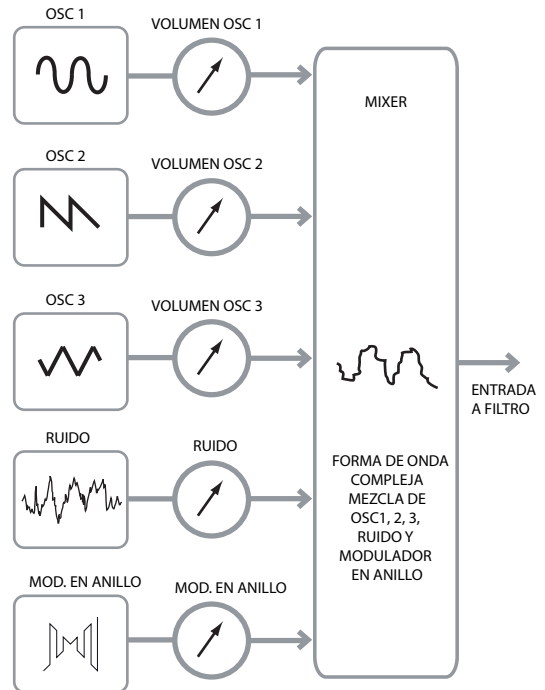 OSC 1
VOLUMEN OSC 1
MIXER
OSC 2
VOLUMEN OSC 2
OSC 3
VOLUMEN OSC 3
ENTRADA
A FILTRO
RUIDO
RUIDO
FORMA DE ONDA
COMPLEJA
MEZCLA DE
OSC1, 2, 3,
RUIDO Y
MODULADOR
EN ANILLO
MOD. EN ANILLO
MOD. EN ANILLO